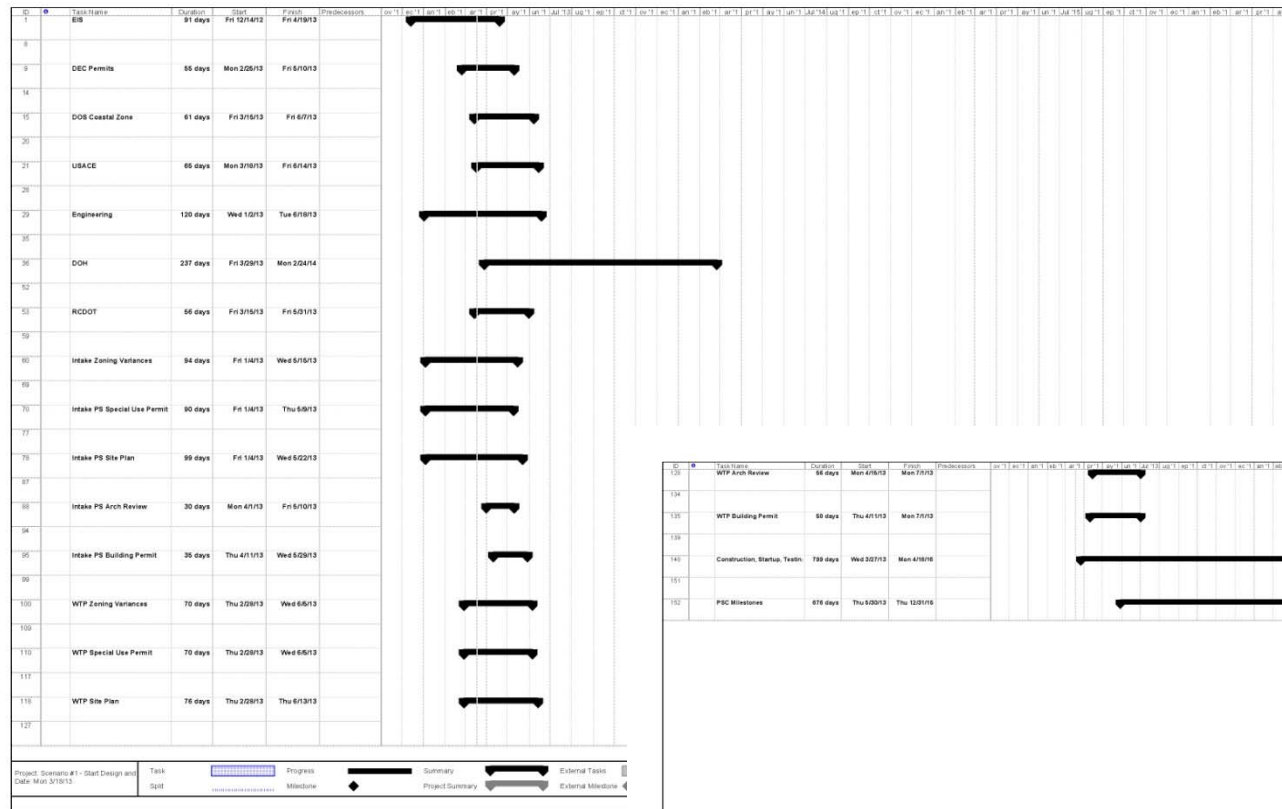 ID Task Name Duration Start Finish Predecessors
1 EIS 91 days Fri 12/14/12 Fri 4/19/13
8
9 DEC Permits 55 days Mon 2/25/13 Fri 5/10/13
14
15 DOS Coastal Zone 61 days Fri 3/15/13 Fri 6/7/13
20
21 USACE 65 days Mon 3/18/13 Fri 6/14/13
28
29 Engineering 120 days Wed 1/2/13 Tue 6/18/13
35
36 DOH 237 days Fri 3/29/13 Mon 2/24/14
52
53 RCDOT 56 days Fri 3/15/13 Fri 5/31/13
59
60 Intake Zoning Variances 94 days Fri 1/4/13 Wed 5/15/13
69
70 Intake PS Special Use Permit 90 days Fri 1/4/13 Thu 5/9/13
77
78 Intake PS Site Plan 99 days Fri 1/4/13 Wed 5/22/13
87
88 Intake PS Arch Review 30 days Mon 4/1/13 Fri 5/10/13
94
95 Intake PS Building Permit 35 days Thu 4/11/13 Wed 5/29/13
99
100 WTP Zoning Variances 70 days Thu 2/28/13 Wed 6/5/13
109
110 WTP Special Use Permit 70 days Thu 2/28/13 Wed 6/5/13
117
118 WTP Site Plan 76 days Thu 2/28/13 Thu 6/13/13
127
Project: Scenario #1 - Start Design and
Date: Mon 3/18/13
Task Progress Summary External Tasks
Split Milestone Project Summary External Milestone
ID Task Name Duration Start Finish Predecessors
128 WTP Arch Review 56 days Mon 4/15/13 Mon 7/1/13
134
135 WTP Building Permit 58 days Thu 4/11/13 Mon 7/1/13
139
140 Construction, Startup, Testin 799 days Wed 3/27/13 Mon 4/18/16
151
152 PSC Milestones 676 days Thu 5/30/13 Thu 12/31/15